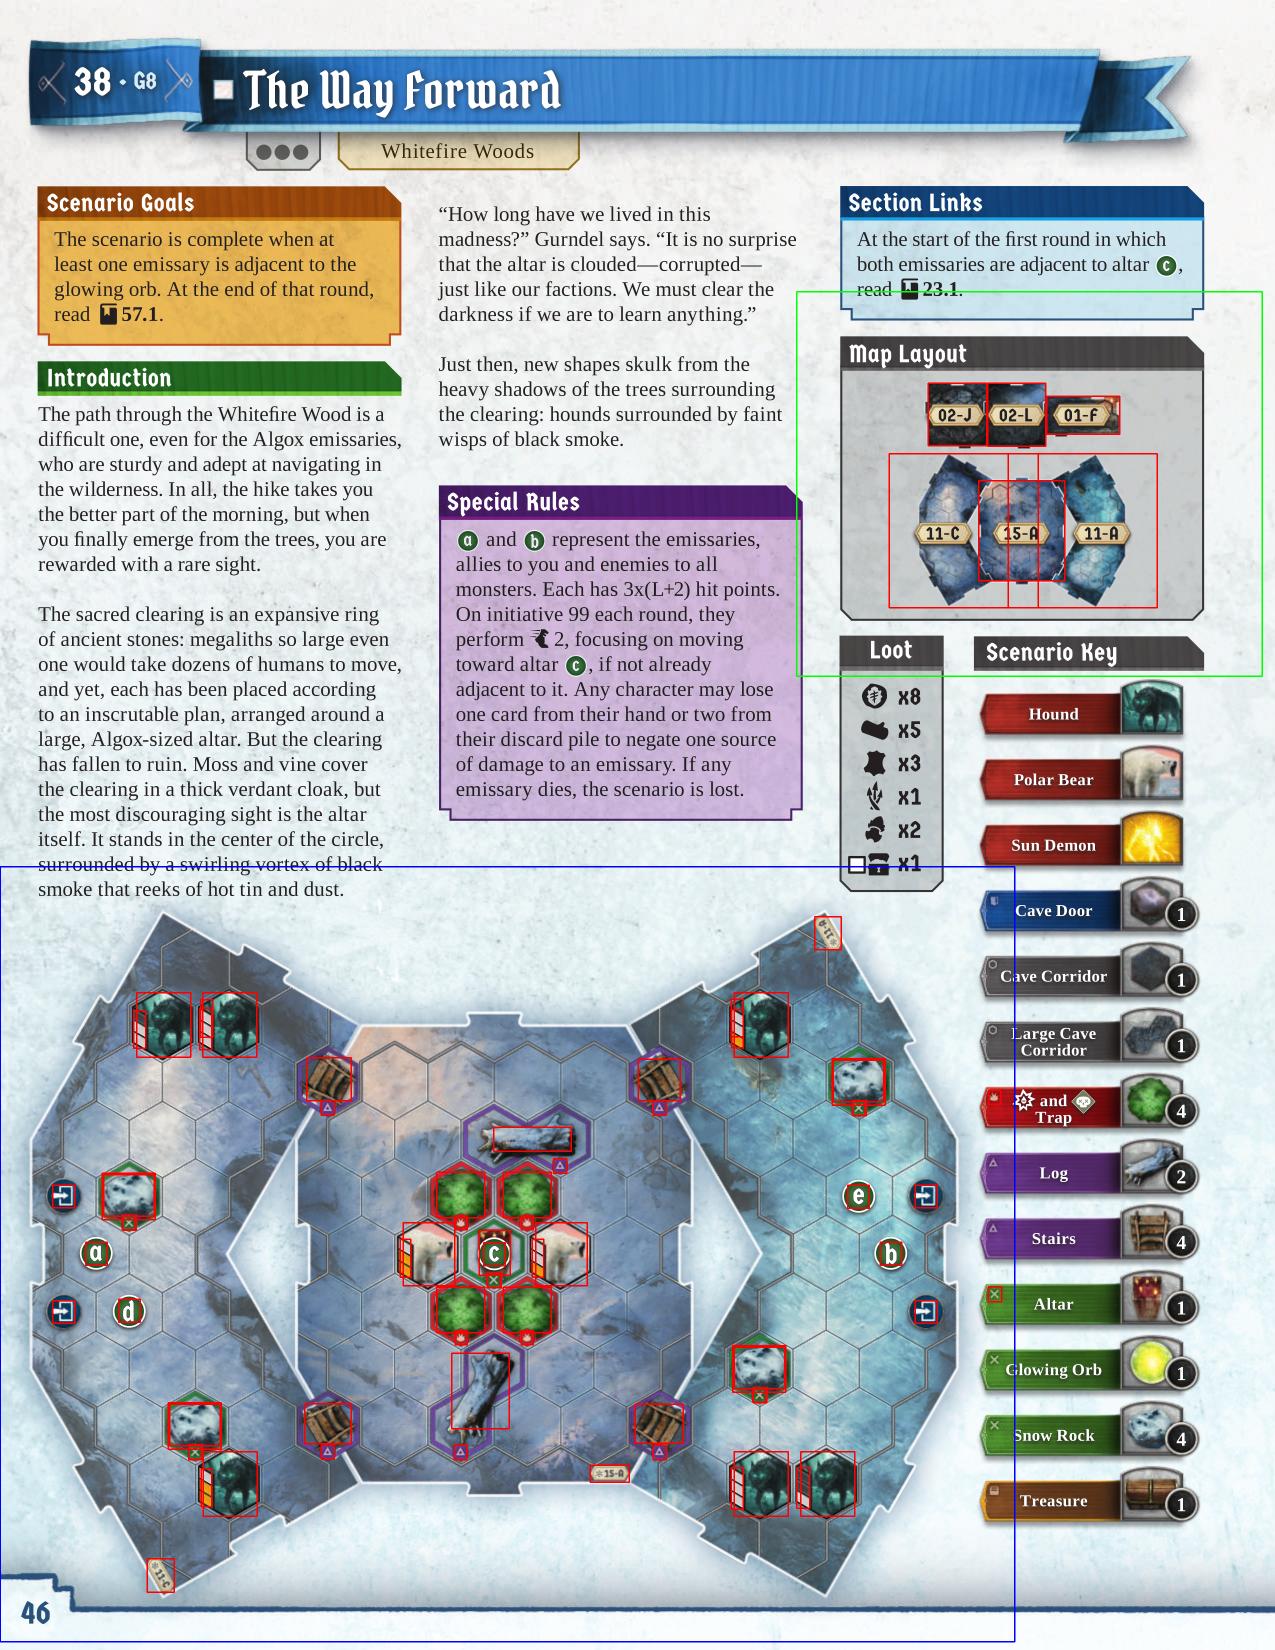 38 · G8
The Way Forward
Whitefire Woods
Scenario Goals
The scenario is complete when at
least one emissary is adjacent to the
glowing orb. At the end of that round,
read 57.1.
Introduction
The path through the Whitefire Wood is a
difficult one, even for the Algox emissaries,
who are sturdy and adept at navigating in
the wilderness. In all, the hike takes you
the better part of the morning, but when
you finally emerge from the trees, you are
rewarded with a rare sight.
The sacred clearing is an expansive ring
of ancient stones: megaliths so large even
one would take dozens of humans to move,
and yet, each has been placed according
to an inscrutable plan, arranged around a
large, Algox-sized altar. But the clearing
has fallen to ruin. Moss and vine cover
the clearing in a thick verdant cloak, but
the most discouraging sight is the altar
itself. It stands in the center of the circle,
surrounded by a swirling vortex of black
smoke that reeks of hot tin and dust.
“How long have we lived in this
madness?” Gurndel says. “It is no surprise
that the altar is clouded—corrupted—
just like our factions. We must clear the
darkness if we are to learn anything.”
Just then, new shapes skulk from the
heavy shadows of the trees surrounding
the clearing: hounds surrounded by faint
wisps of black smoke.
Special Rules
a and b represent the emissaries,
allies to you and enemies to all
monsters. Each has 3x(L+2) hit points.
On initiative 99 each round, they
perform 2, focusing on moving
toward altar c, if not already
adjacent to it. Any character may lose
one card from their hand or two from
their discard pile to negate one source
of damage to an emissary. If any
emissary dies, the scenario is lost.
Section Links
At the start of the first round in which
both emissaries are adjacent to altar c,
read 23.1.
Map Layout
02-J 02-L 01-F
11-C 15-A 11-A
Loot
x8
x5
x3
x1
x2
x1
Scenario Key
Hound
Polar Bear
Sun Demon
Cave Door 1
Cave Corridor 1
Large Cave
Corridor 1
and
Trap 4
Log 2
Stairs 4
Altar 1
Glowing Orb 1
Snow Rock 4
Treasure 1
11-A
e
a c b
d
15-A
11-C
46